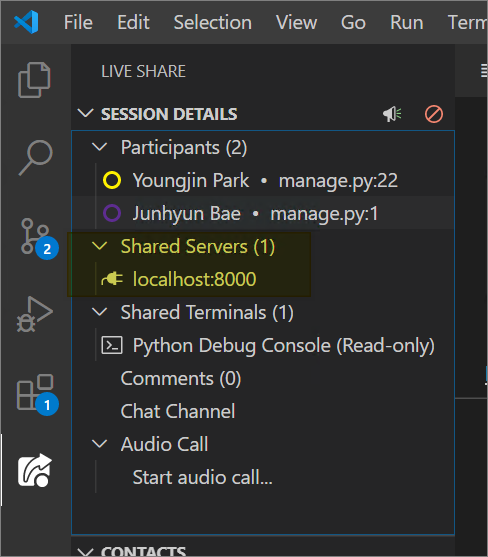 File Edit Selection View Go Run Term
LIVE SHARE
SESSION DETAILS
Participants (2)
Youngjin Park • manage.py:22
Junhyun Bae • manage.py:1
Shared Servers (1)
localhost:8000
Shared Terminals (1)
Python Debug Console (Read-only)
Comments (0)
Chat Channel
Audio Call
Start audio call...
CONTACTS
2
1